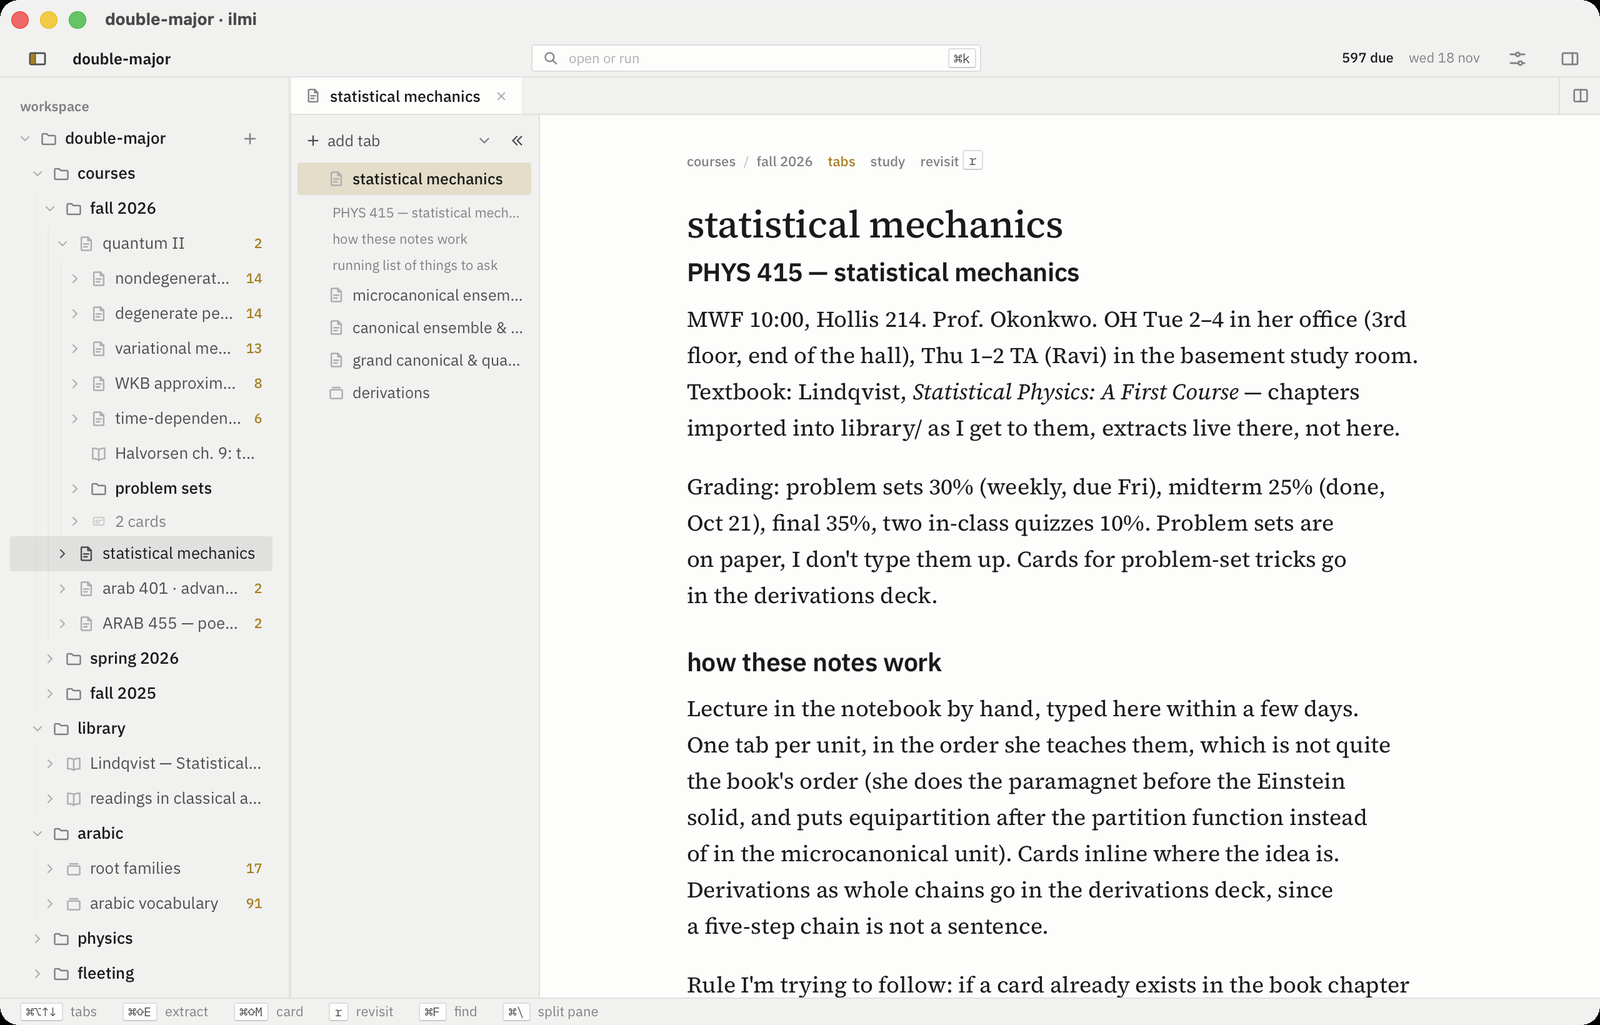 double-major · ilmi
double-major
open or run
⌘k
597 due
wed 18 nov
workspace
double-major
courses
fall 2026
quantum II 2
nondegenerat... 14
degenerate pe... 14
variational me... 13
WKB approxim... 8
time-dependen... 6
Halvorsen ch. 9: t...
problem sets
2 cards
statistical mechanics
arab 401 · advan... 2
ARAB 455 — poe... 2
spring 2026
fall 2025
library
Lindqvist — Statistical...
readings in classical a...
arabic
root families 17
arabic vocabulary 91
physics
fleeting
statistical mechanics
add tab
statistical mechanics
PHYS 415 — statistical mech...
how these notes work
running list of things to ask
microcanonical ensem...
canonical ensemble & ...
grand canonical & qua...
derivations
courses / fall 2026 tabs study revisit r
statistical mechanics
PHYS 415 — statistical mechanics
MWF 10:00, Hollis 214. Prof. Okonkwo. OH Tue 2–4 in her office (3rd
floor, end of the hall), Thu 1–2 TA (Ravi) in the basement study room.
Textbook: Lindqvist, Statistical Physics: A First Course — chapters
imported into library/ as I get to them, extracts live there, not here.
Grading: problem sets 30% (weekly, due Fri), midterm 25% (done,
Oct 21), final 35%, two in-class quizzes 10%. Problem sets are
on paper, I don't type them up. Cards for problem-set tricks go
in the derivations deck.
how these notes work
Lecture in the notebook by hand, typed here within a few days.
One tab per unit, in the order she teaches them, which is not quite
the book's order (she does the paramagnet before the Einstein
solid, and puts equipartition after the partition function instead
of in the microcanonical unit). Cards inline where the idea is.
Derivations as whole chains go in the derivations deck, since
a five-step chain is not a sentence.
Rule I'm trying to follow: if a card already exists in the book chapter
⌘⌥↑↓ tabs
⌘⇧E extract
⌘⇧M card
r revisit
⌘F find
⌘\ split pane